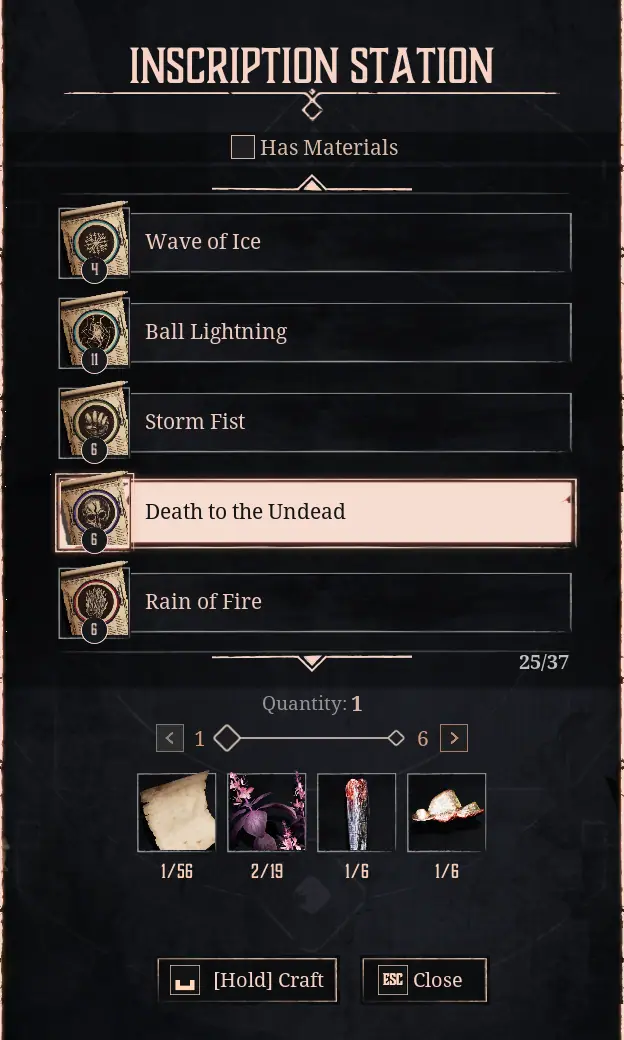 INSCRIPTION STATION
Has Materials
Wave of Ice
4
Ball Lightning
11
Storm Fist
6
Death to the Undead
6
Rain of Fire
6
25/37
Quantity: 1
< 1 6 >
1/56 2/19 1/6 1/6
[Hold] Craft ESC Close